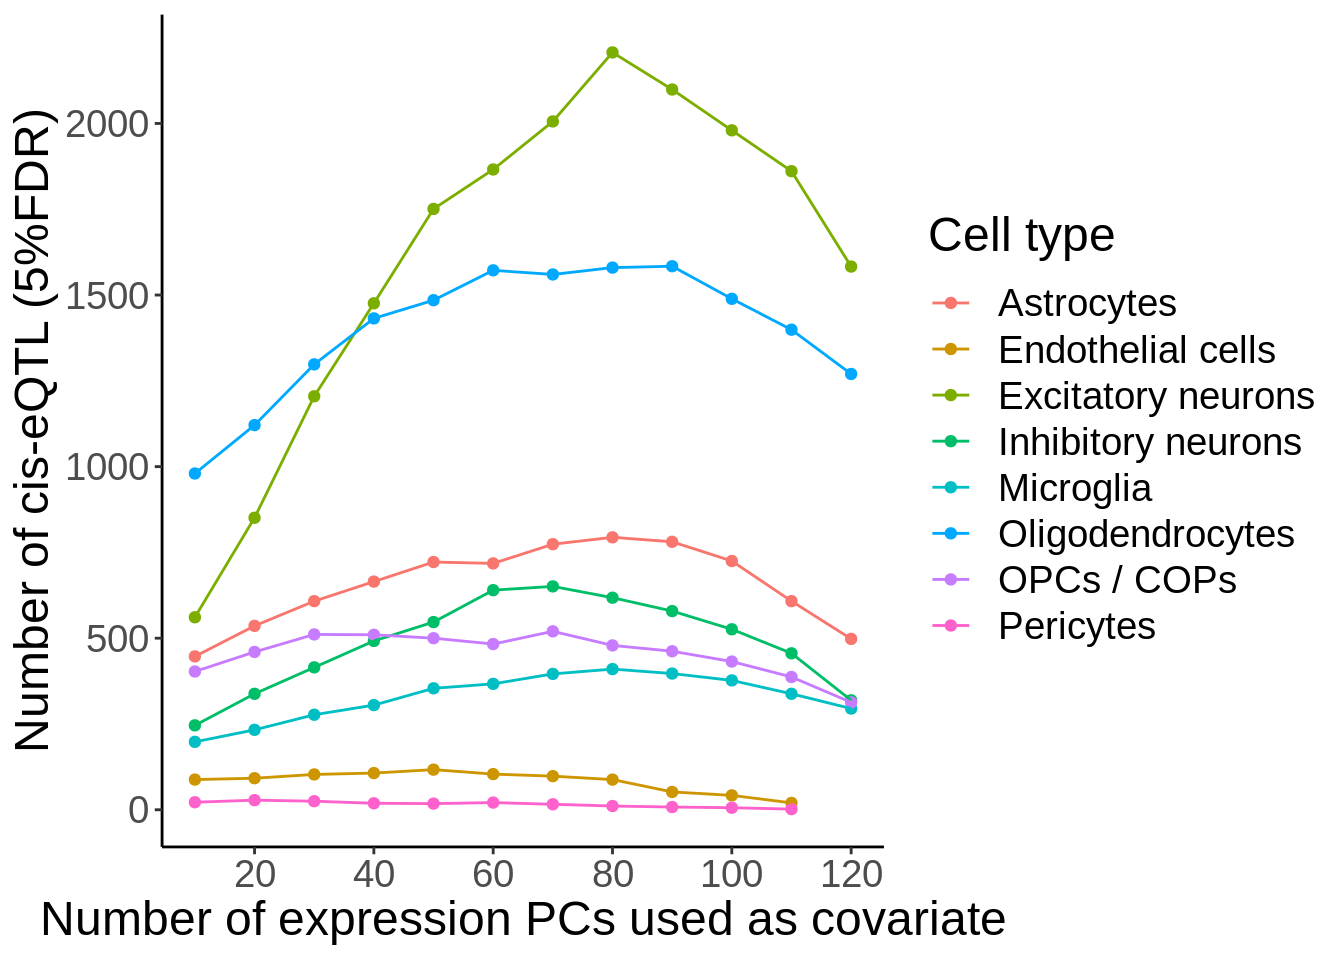 Number of cis-eQTL (5%FDR)
2000
1500
1000
500
0
20 40 60 80 100 120
Number of expression PCs used as covariate
Cell type
Astrocytes
Endothelial cells
Excitatory neurons
Inhibitory neurons
Microglia
Oligodendrocytes
OPCs / COPs
Pericytes